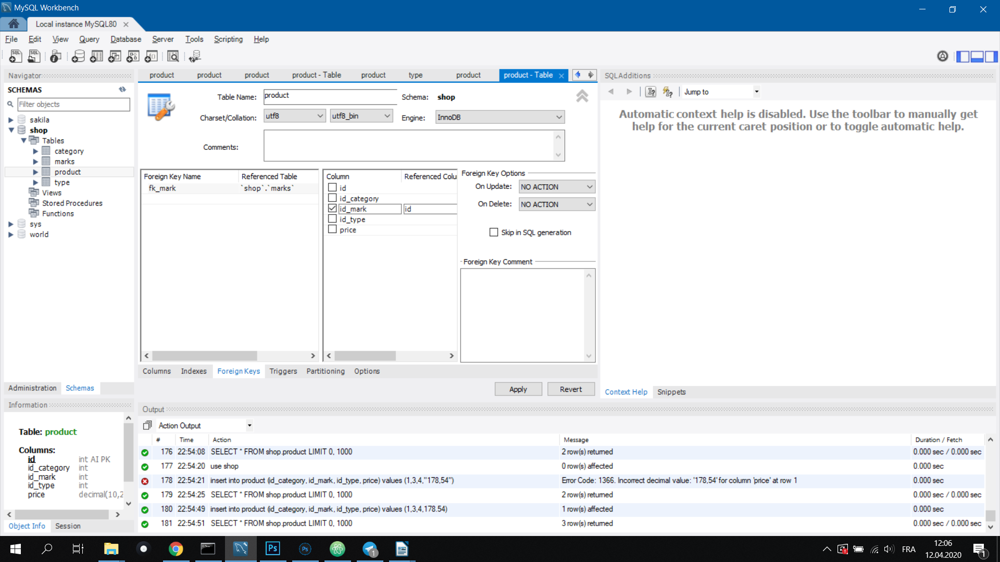 MySQL Workbench
Local instance MySQL80
File Edit View Query Database Server Tools Scripting Help
Navigator
SCHEMAS
Filter objects
sakila
shop
Tables
category
marks
product
type
Views
Stored Procedures
Functions
sys
world
Administration Schemas
Information
Table: product
Columns:
id int AI PK
id_category int
id_mark int
id_type int
price decimal(10,2
Object Info Session
product product product product - Table product type product product - Table
Table Name: product Schema: shop
Charset/Collation: utf8 utf8_bin Engine: InnoDB
Comments:
Foreign Key Name Referenced Table
fk_mark `shop`.`marks`
Column Referenced Colu
id
id_category
id_mark id
id_type
price
Foreign Key Options
On Update: NO ACTION
On Delete: NO ACTION
Skip in SQL generation
Foreign Key Comment
Columns Indexes Foreign Keys Triggers Partitioning Options
Apply Revert
SQLAdditions
Jump to
Automatic context help is disabled. Use the toolbar to manually get
help for the current caret position or to toggle automatic help.
Context Help Snippets
Output
Action Output
# Time Action Message Duration / Fetch
176 22:54:08 SELECT * FROM shop.product LIMIT 0, 1000 2 row(s) returned 0.000 sec / 0.000 sec
177 22:54:20 use shop 0 row(s) affected 0.000 sec
178 22:54:21 insert into product (id_category, id_mark, id_type, price) values (1,3,4,"178,54") Error Code: 1366. Incorrect decimal value: '178,54' for column 'price' at row 1 0.000 sec
179 22:54:25 SELECT * FROM shop.product LIMIT 0, 1000 2 row(s) returned 0.000 sec / 0.000 sec
180 22:54:49 insert into product (id_category, id_mark, id_type, price) values (1,3,4,178.54) 1 row(s) affected 0.000 sec
181 22:54:51 SELECT * FROM shop.product LIMIT 0, 1000 3 row(s) returned 0.000 sec / 0.000 sec
Ps Ps 1 FRA 12:06
12.04.2020 1